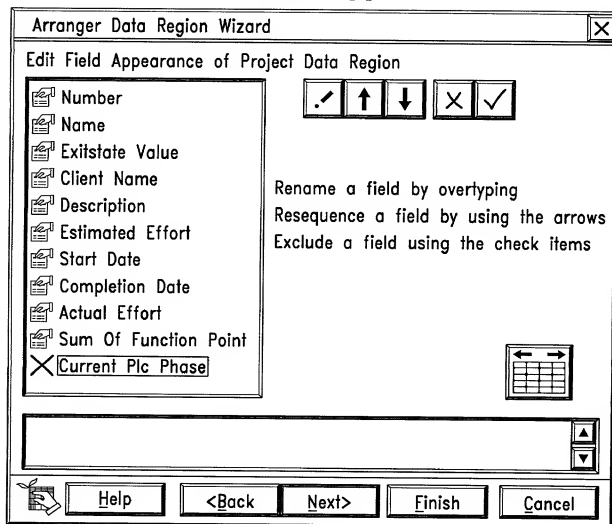 Arranger Data Region Wizard
Edit Field Appearance of Project Data Region
Number
Name
Exitstate Value
Client Name
Description
Estimated Effort
Start Date
Completion Date
Actual Effort
Sum Of Function Point
Current Plc Phase
Rename a field by overtyping
Resequence a field by using the arrows
Exclude a field using the check items
Help
<Back
Next>
Finish
Cancel